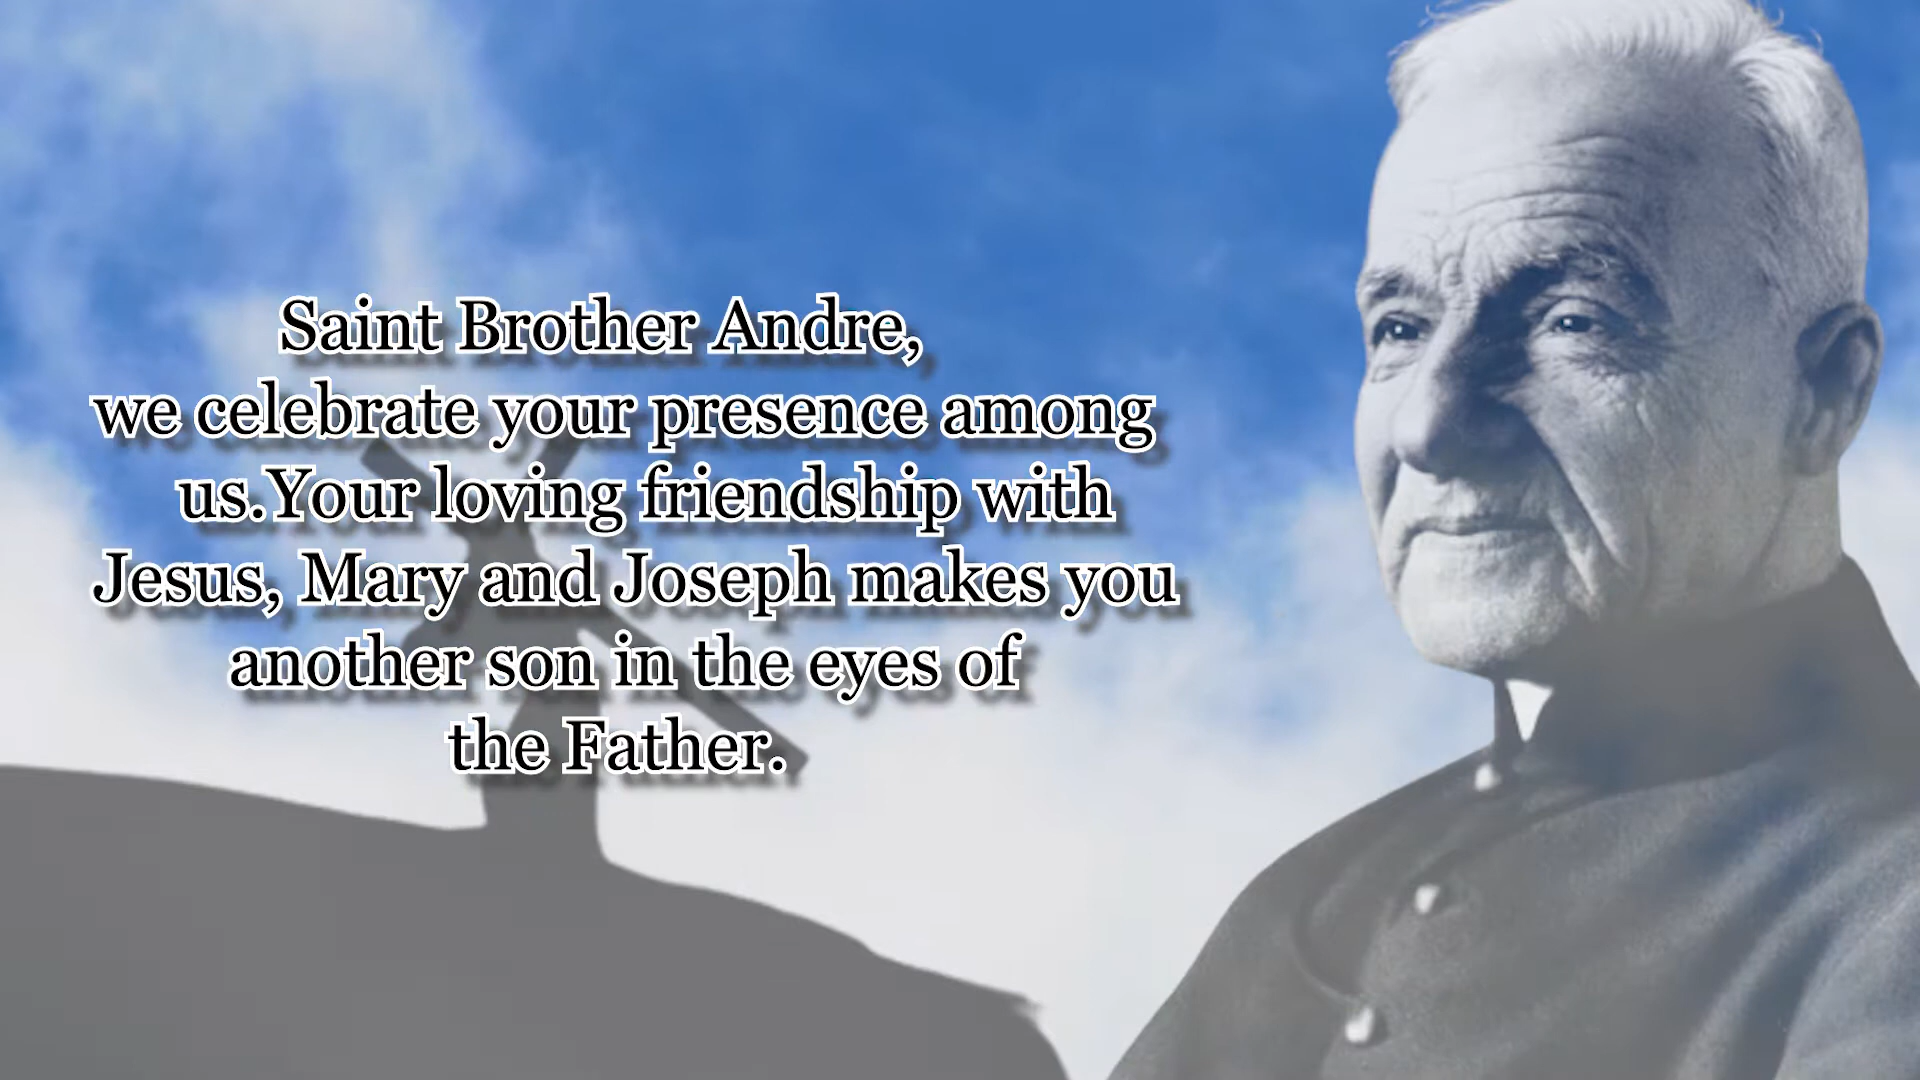 Saint Brother Andre,
we celebrate your presence among
us.Your loving friendship with
Jesus, Mary and Joseph makes you
another son in the eyes of
the Father.